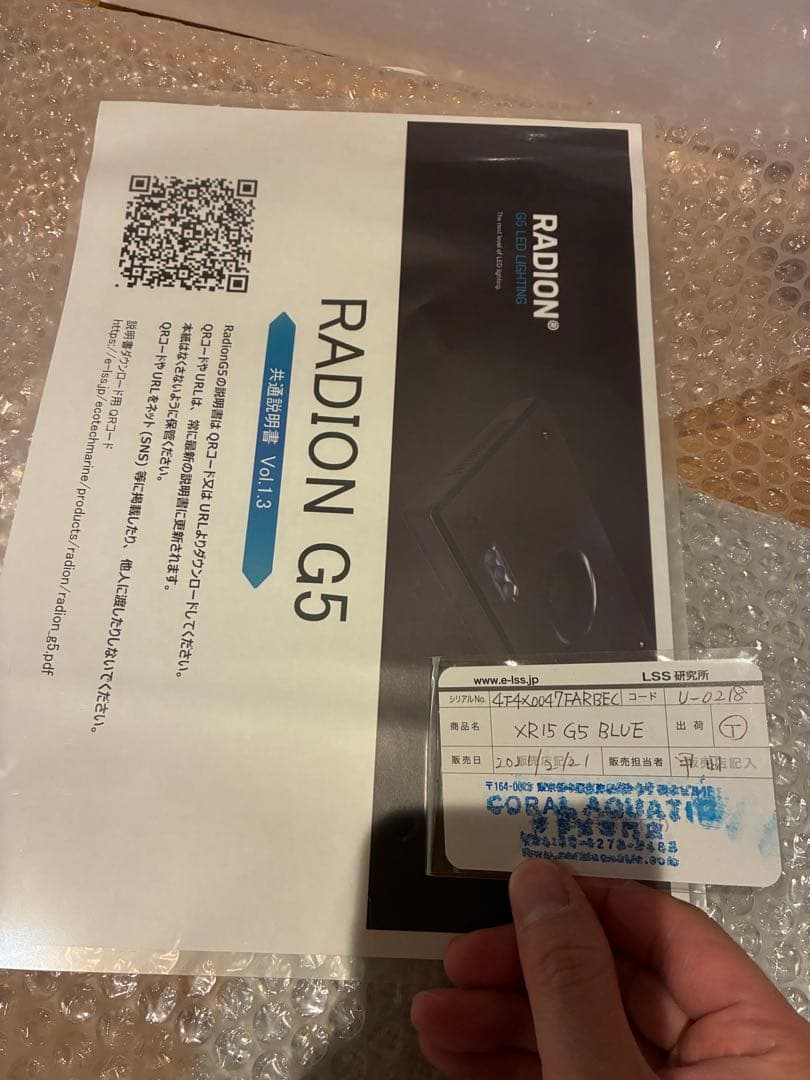 RADION®
G5 LED LIGHTING
The next level of LED lighting.
RADION G5
共通説明書 Vol.1.3
RadionG5の説明書は QRコード又は URLよりダウンロードしてください。
QRコードやURLは、常に最新の説明書に更新されます。
本紙はなくさないように保管ください。
QRコードやURLをネット(SNS)等に掲載したり、他人に渡したりしないでください。
説明書ダウンロード用 QRコード
https://e-lss.jp/ecotechmarine/products/radion/radion_g5.pdf
www.e-lss.jp LSS 研究所
シリアルNo. 4F4X0047FARBEC コード U-0218
商品名 XR15 G5 BLUE 出荷 T
販売日 販売担当者
〒164-
CORAL AQUATI